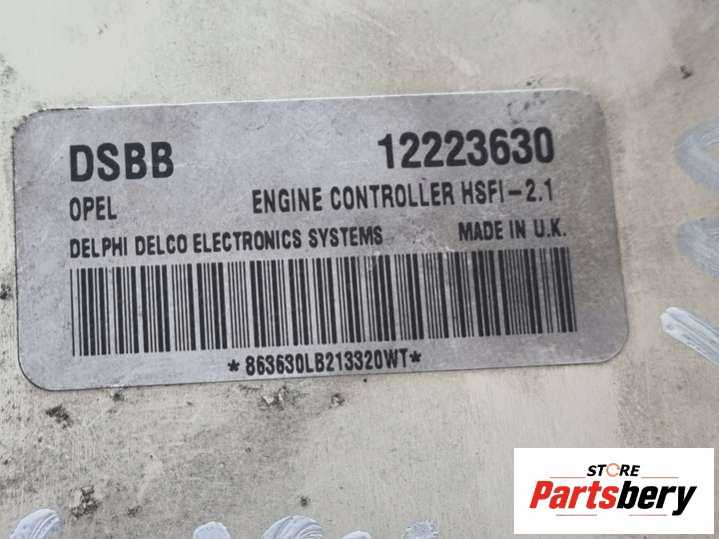 DSBB 12223630
OPEL ENGINE CONTROLLER HSFI-2.1
DELPHI DELCO ELECTRONICS SYSTEMS MADE IN U.K.
*863630LB213320WT*
STORE
Partsbery